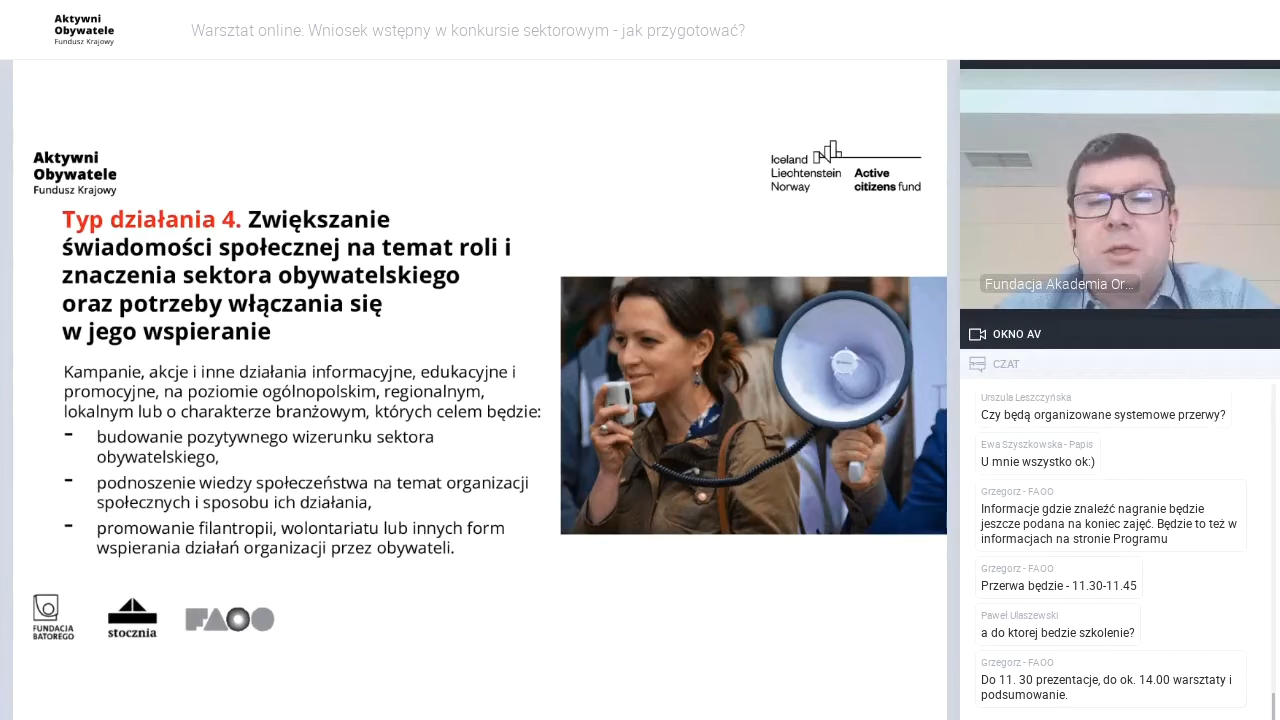 Aktywni
Obywatele
Fundusz Krajowy
Warsztat online: Wniosek wstępny w konkursie sektorowym - jak przygotować?
Aktywni
Obywatele
Fundusz Krajowy
Iceland
Liechtenstein
Norway
Active
citizens fund
Typ działania 4. Zwiększanie
świadomości społecznej na temat roli i
znaczenia sektora obywatelskiego
oraz potrzeby włączania się
w jego wspieranie
Kampanie, akcje i inne działania informacyjne, edukacyjne i
promocyjne, na poziomie ogólnopolskim, regionalnym,
lokalnym lub o charakterze branżowym, których celem będzie:
- budowanie pozytywnego wizerunku sektora
obywatelskiego,
- podnoszenie wiedzy społeczeństwa na temat organizacji
społecznych i sposobu ich działania,
- promowanie filantropii, wolontariatu lub innych form
wspierania działań organizacji przez obywateli.
FUNDACJA
BATOREGO
stocznia
FAOO
Fundacja Akademia Or...
OKNO AV
CZAT
Urszula Leszczyńska
Czy będą organizowane systemowe przerwy?
Ewa Szyszkowska - Papis
U mnie wszystko ok:)
Grzegorz - FAOO
Informacje gdzie znaleźć nagranie będzie
jeszcze podana na koniec zajęć. Będzie to też w
informacjach na stronie Programu
Grzegorz - FAOO
Przerwa będzie - 11.30-11.45
Paweł Ułaszewski
a do ktorej bedzie szkolenie?
Grzegorz - FAOO
Do 11. 30 prezentacje, do ok. 14.00 warsztaty i
podsumowanie.